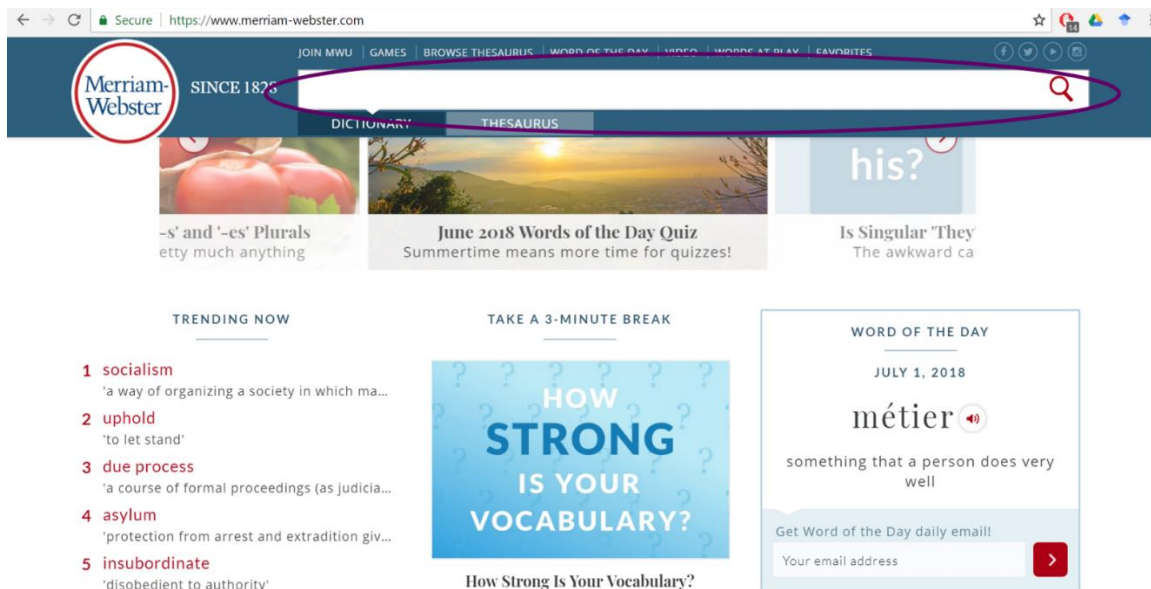 Secure https://www.merriam-webster.com
14
JOIN MWU GAMES BROWSE THESAURUS WORD OF THE DAY VIDEO WORDS AT PLAY FAVORITES
Merriam-
Webster
SINCE 1828
DICTIONARY THESAURUS
his?
-s' and '-es' Plurals
etty much anything
June 2018 Words of the Day Quiz
Summertime means more time for quizzes!
Is Singular 'They'
The awkward ca
TRENDING NOW
1 socialism
'a way of organizing a society in which ma...
2 uphold
'to let stand'
3 due process
'a course of formal proceedings (as judicia...
4 asylum
'protection from arrest and extradition giv...
5 insubordinate
'disobedient to authority'
TAKE A 3-MINUTE BREAK
HOW
STRONG
IS YOUR
VOCABULARY?
How Strong Is Your Vocabulary?
WORD OF THE DAY
JULY 1, 2018
métier
something that a person does very
well
Get Word of the Day daily email!
Your email address